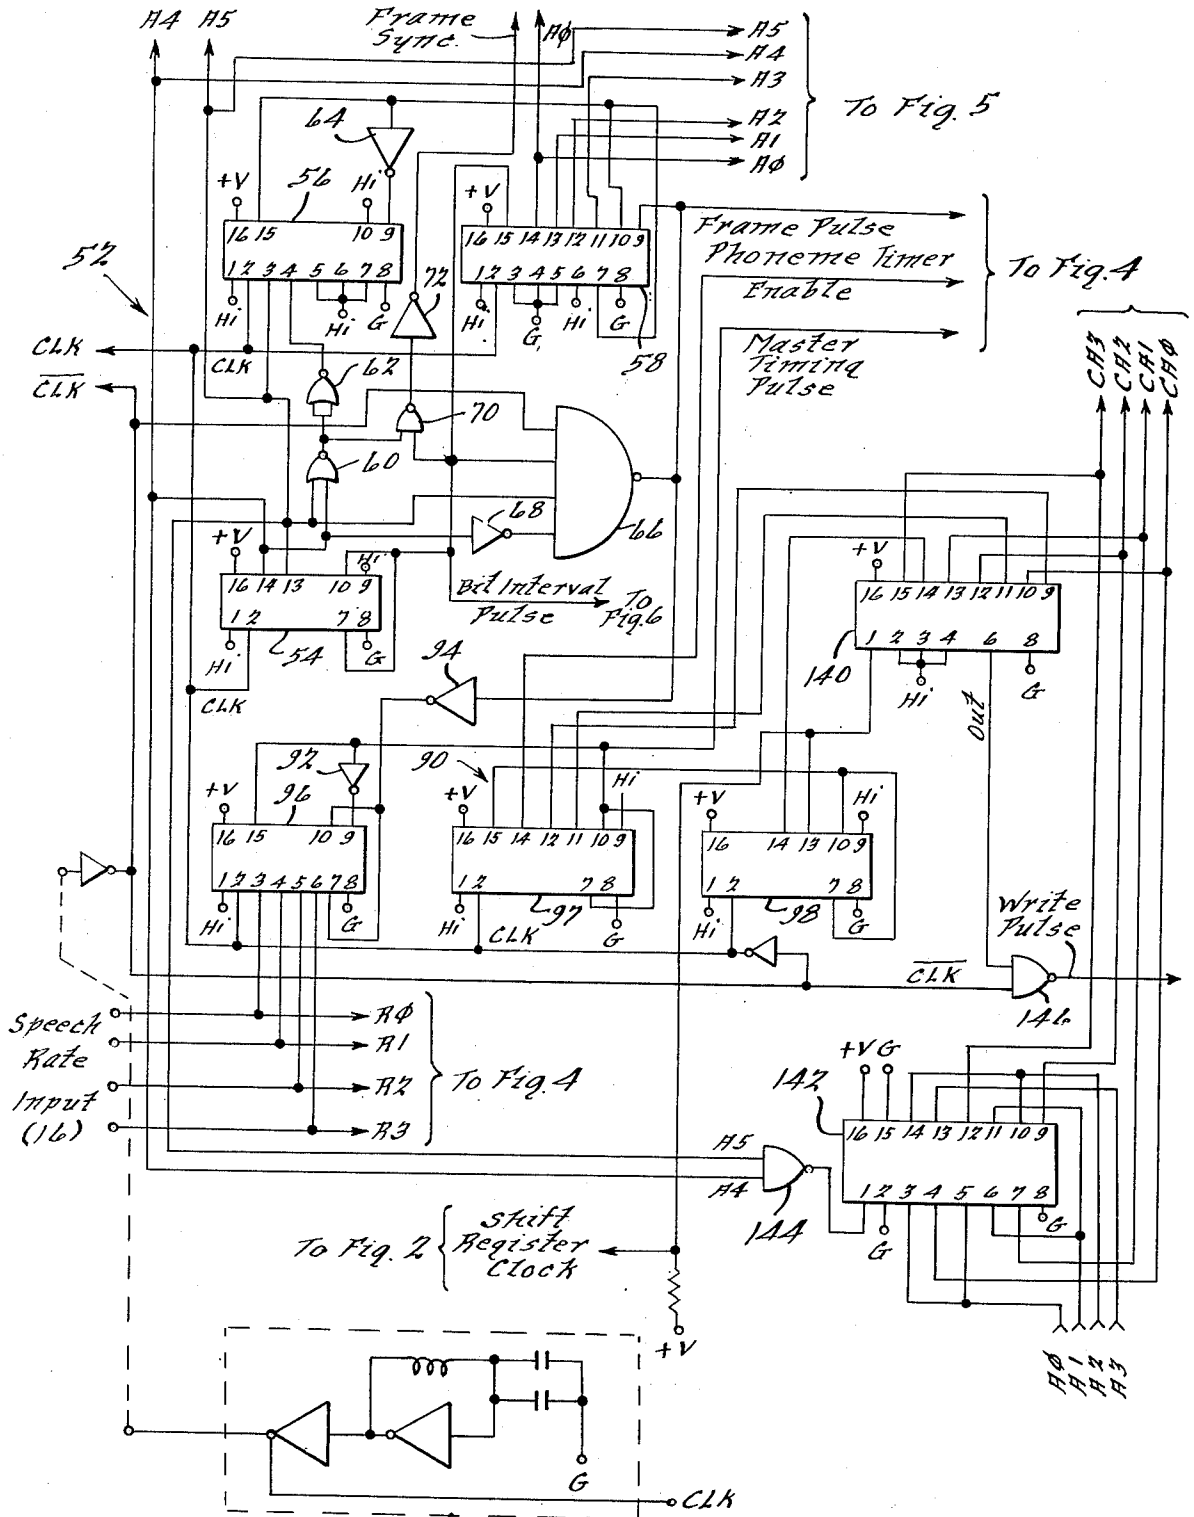 A4 A5
Frame
Sync.
AØ
A5
A4
A3
A2
A1
AØ
To Fig. 5
64
+V
56
Hi
16 15 10 9
1 2 3 4 5 6 7 8
Hi
Hi
G
+V
16 15 14 13 12 11 10 9
1 2 3 4 5 6 7 8
Hi
G
Hi
G
58
Frame Pulse
Phoneme Timer
Enable
Master
Timing
Pulse
To Fig. 4
52
72
CLK
CLK
CLK
62
70
60
68
66
CA3
CA2
CA1
CAØ
+V
Hi
16 14 13 10 9
1 2 7 8
Hi
54
G
CLK
Bit Interval
Pulse
To
Fig. 6
94
+V
16 15 14 13 12 11 10 9
1 2 3 4 6 8
140
Hi
G
Out
92
90
+V
96
16 15 10 9
1 2 3 4 5 6 7 8
Hi
G
+V
Hi
16 15 14 12 11 10 9
1 2 7 8
Hi
97
G
CLK
+V
Hi
16 14 13 10 9
1 2 7 8
Hi
98
G
Write
Pulse
CLK
146
Speech
Rate
Input
(16)
RØ
R1
R2
R3
To Fig. 4
+V G
142
16 15 14 13 12 11 10 9
1 2 3 4 5 6 7 8
G
G
A5
A4
144
To Fig. 2
Shift
Register
Clock
+V
AØ
A1
A2
A3
G
CLK